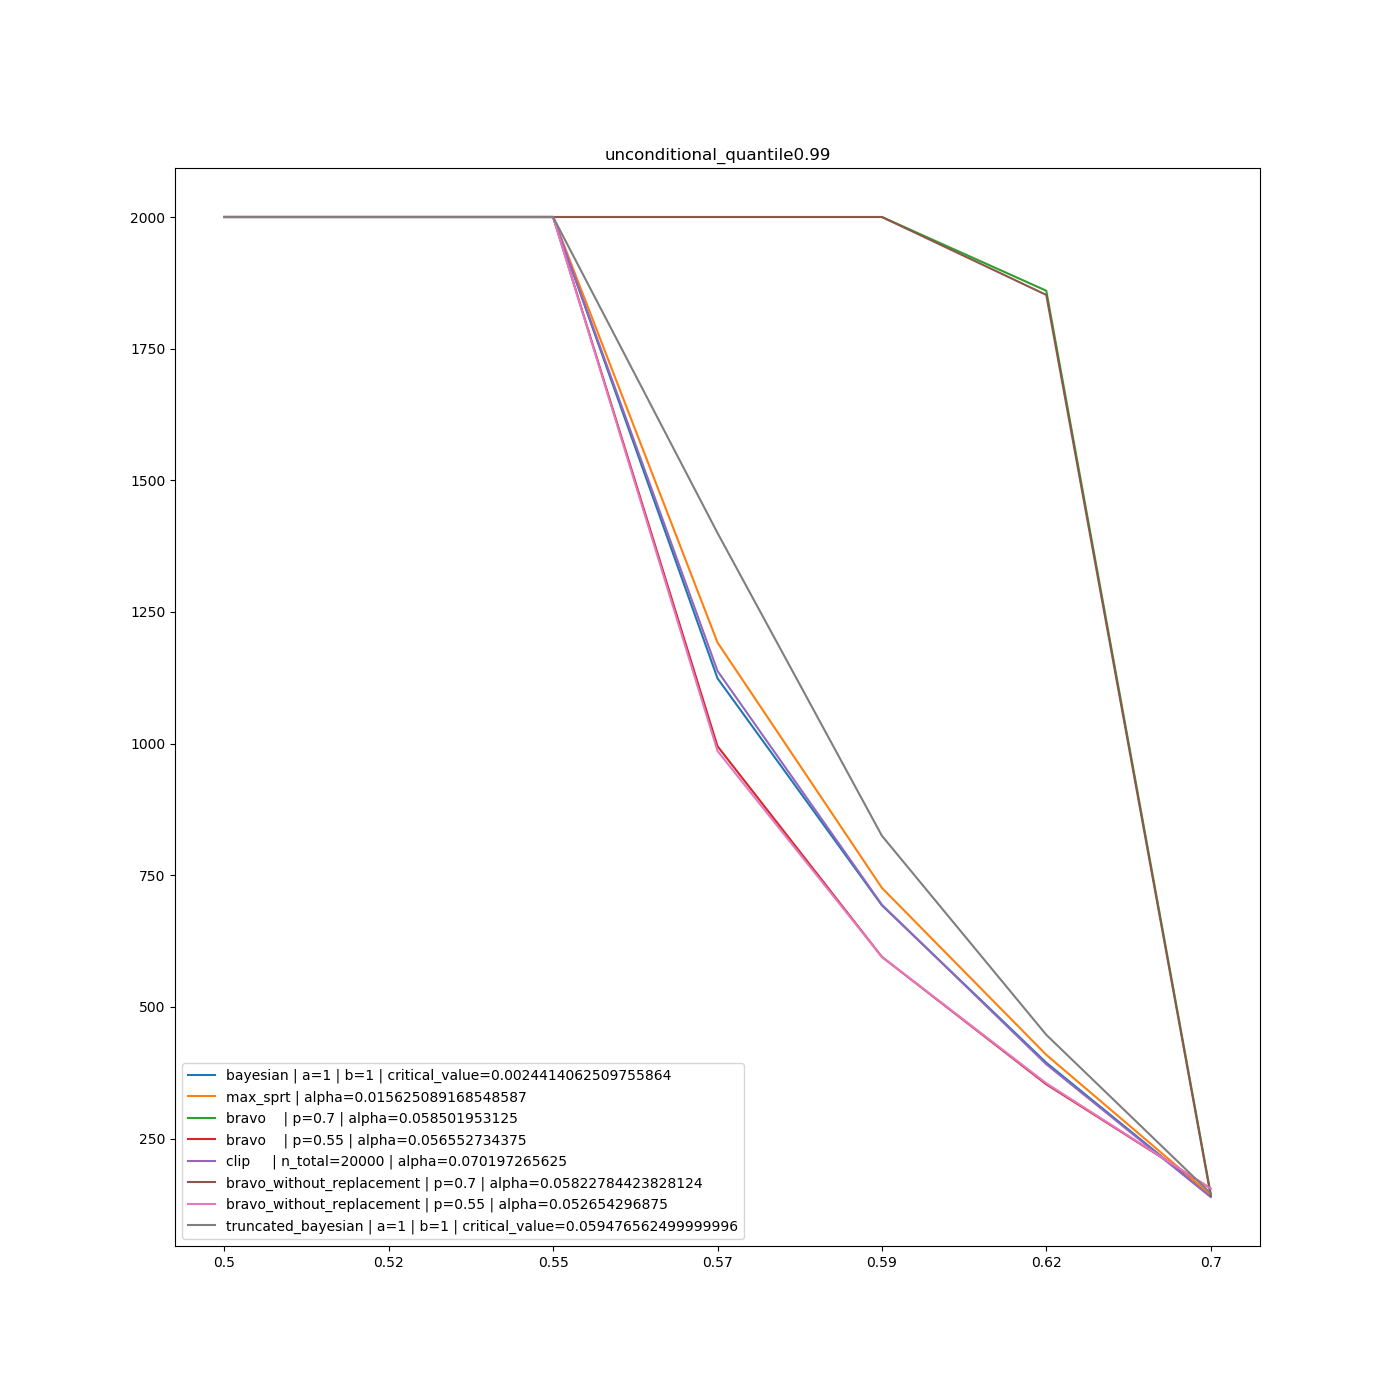 unconditional_quantile0.99
2000
1750
1500
1250
1000
750
500
250
bayesian | a=1 | b=1 | critical_value=0.0024414062509755864
max_sprt | alpha=0.015625089168548587
bravo | p=0.7 | alpha=0.058501953125
bravo | p=0.55 | alpha=0.056552734375
clip | n_total=20000 | alpha=0.070197265625
bravo_without_replacement | p=0.7 | alpha=0.05822784423828124
bravo_without_replacement | p=0.55 | alpha=0.052654296875
truncated_bayesian | a=1 | b=1 | critical_value=0.059476562499999996
0.5 0.52 0.55 0.57 0.59 0.62 0.7